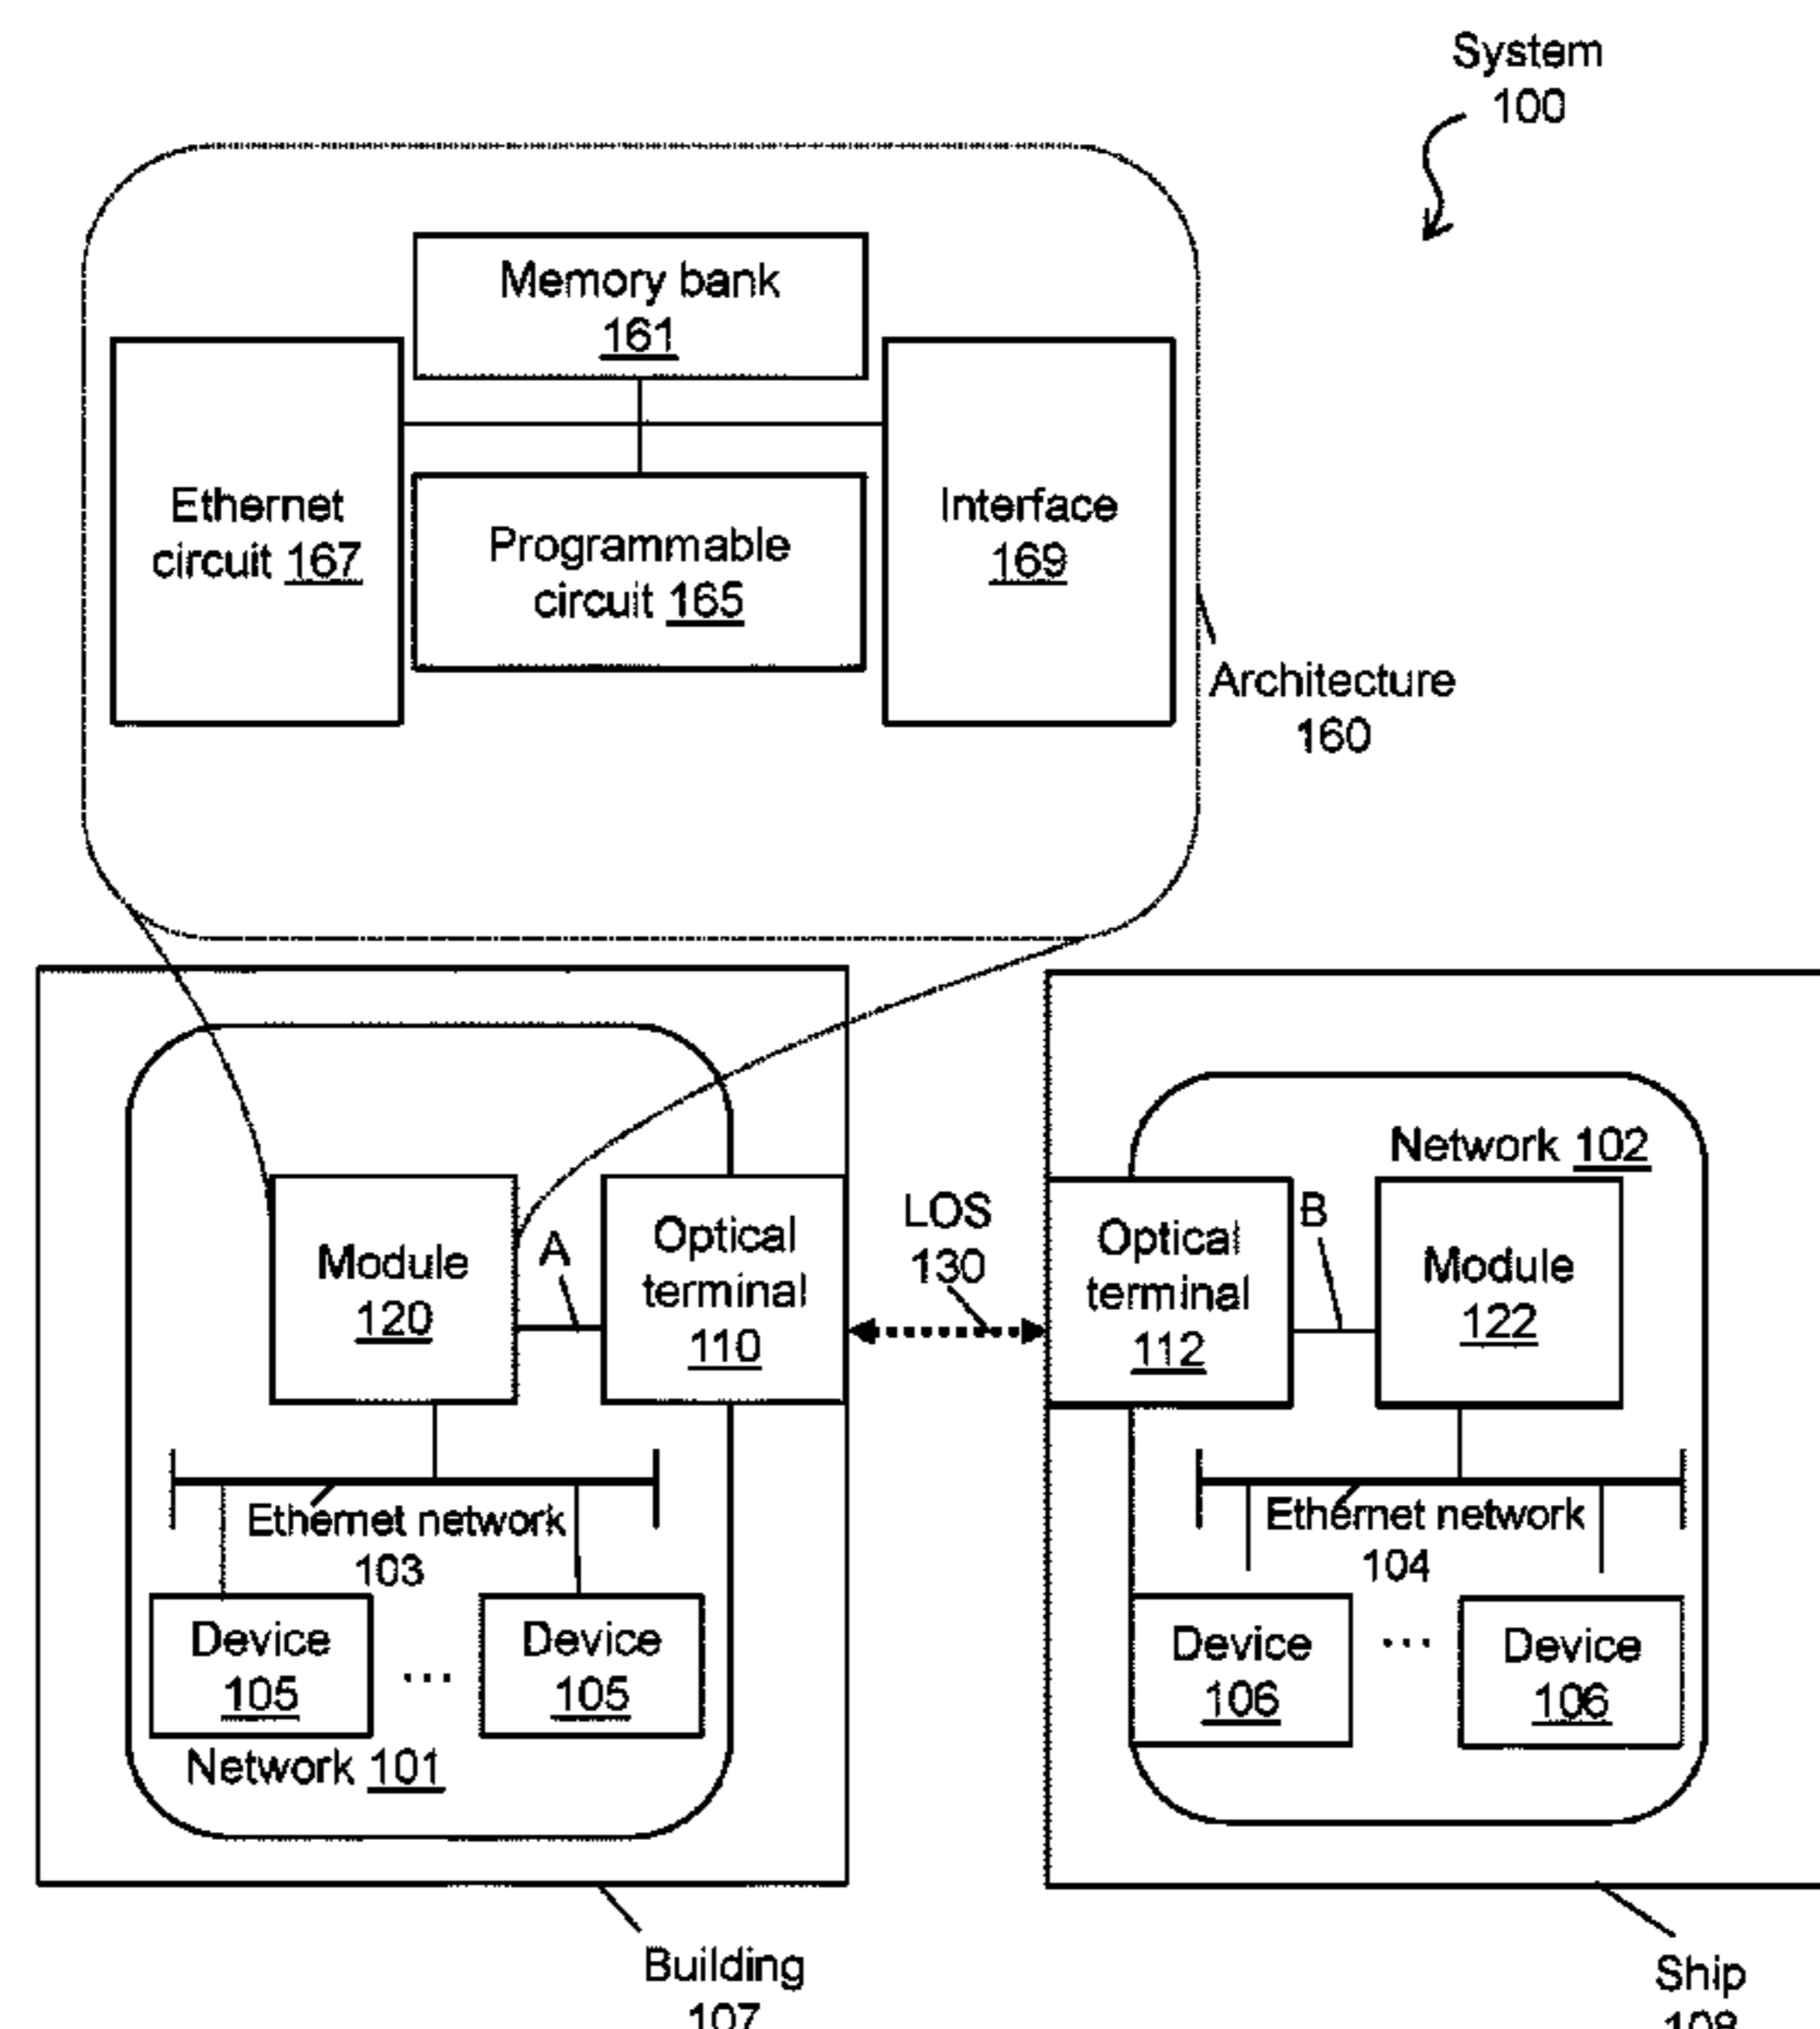 System
100
Memory bank
161
Ethernet
circuit 167
Programmable
circuit 165
Interface
169
Architecture
160
Network 102
Module
120
A
Optical
terminal
110
LOS
130
Optical
terminal
112
B
Module
122
Ethernet network
103
Ethernet network
104
Device
105
...
Device
105
Device
106
...
Device
106
Network 101
Building
107
Ship
108